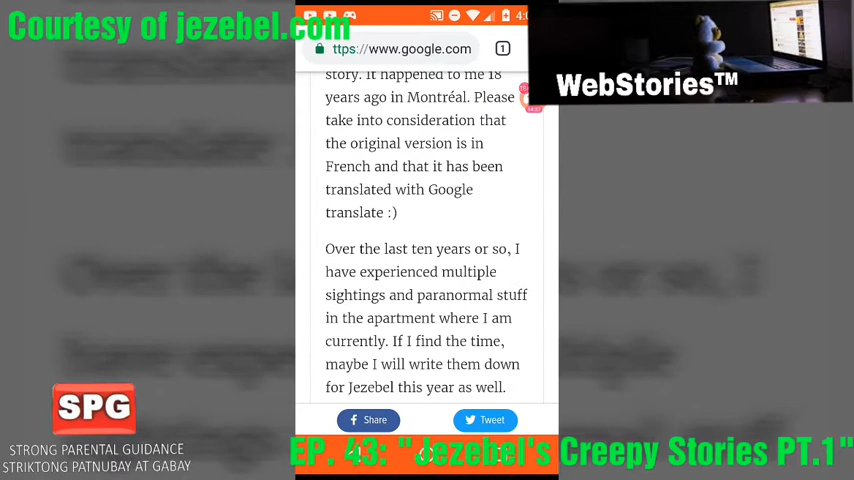 Courtesy of jezebel.com
ttps://www.google.com
1
story. It happened to me 18
years ago in Montréal. Please
take into consideration that
the original version is in
French and that it has been
translated with Google
translate :)
Over the last ten years or so, I
have experienced multiple
sightings and paranormal stuff
in the apartment where I am
currently. If I find the time,
maybe I will write them down
for Jezebel this year as well.
Share
Tweet
WebStories™
SPG
STRONG PARENTAL GUIDANCE
STRIKTONG PATNUBAY AT GABAY
EP. 43: "Jezebel's Creepy Stories PT.1"